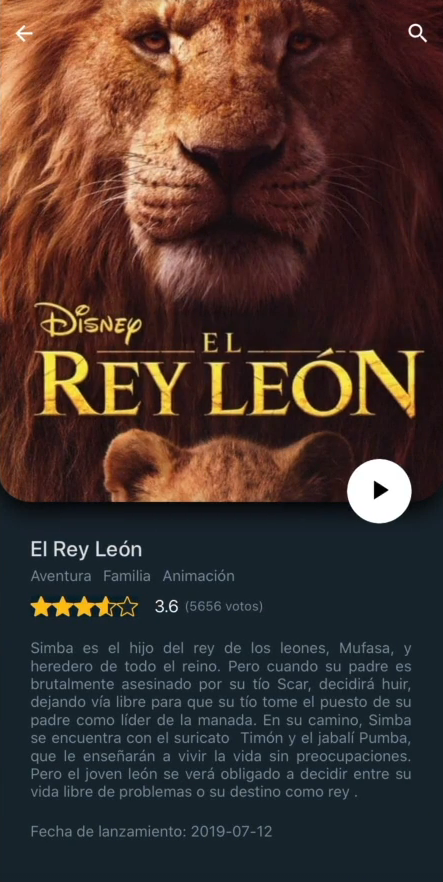 Disney
EL
REY LEÓN
El Rey León
Aventura Familia Animación
3.6 (5656 votos)
Simba es el hijo del rey de los leones, Mufasa, y
heredero de todo el reino. Pero cuando su padre es
brutalmente asesinado por su tío Scar, decidirá huir,
dejando vía libre para que su tío tome el puesto de su
padre como líder de la manada. En su camino, Simba
se encuentra con el suricato Timón y el jabalí Pumba,
que le enseñarán a vivir la vida sin preocupaciones.
Pero el joven león se verá obligado a decidir entre su
vida libre de problemas o su destino como rey .
Fecha de lanzamiento: 2019-07-12